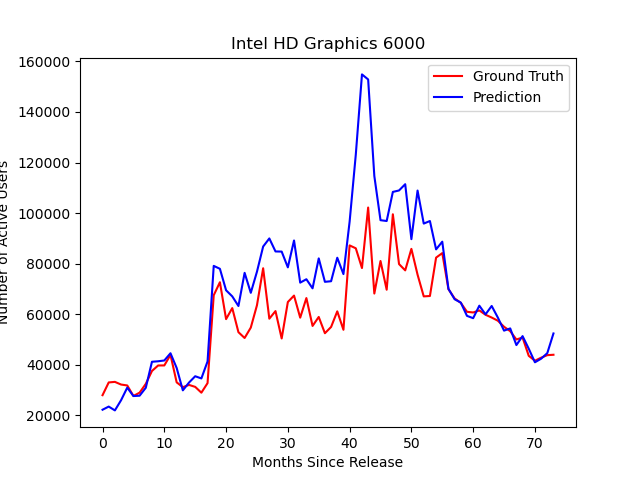 Intel HD Graphics 6000
Ground Truth
Prediction
160000
140000
120000
100000
80000
60000
40000
20000
Number of Active Users
0 10 20 30 40 50 60 70
Months Since Release